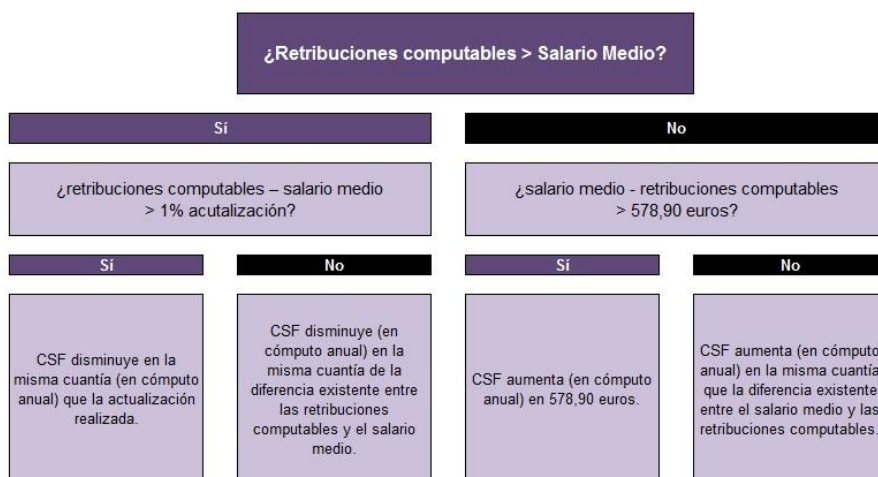 ¿Retribuciones computables > Salario Medio?
Sí
No
¿retribuciones computables – salario medio
> 1% acutalización?
¿salario medio - retribuciones computables
> 578,90 euros?
Sí
No
Sí
No
CSF disminuye en la
misma cuantía (en cómputo
anual) que la actualización
realizada.
CSF disminuye (en
cómputo anual) en la
misma cuantía de la
diferencia existente entre
las retribuciones
computables y el salario
medio.
CSF aumenta (en cómputo
anual) en 578,90 euros.
CSF aumenta (en cómputo
anual) en la misma cuantía
que la diferencia existente
entre el salario medio y las
retribuciones computables.